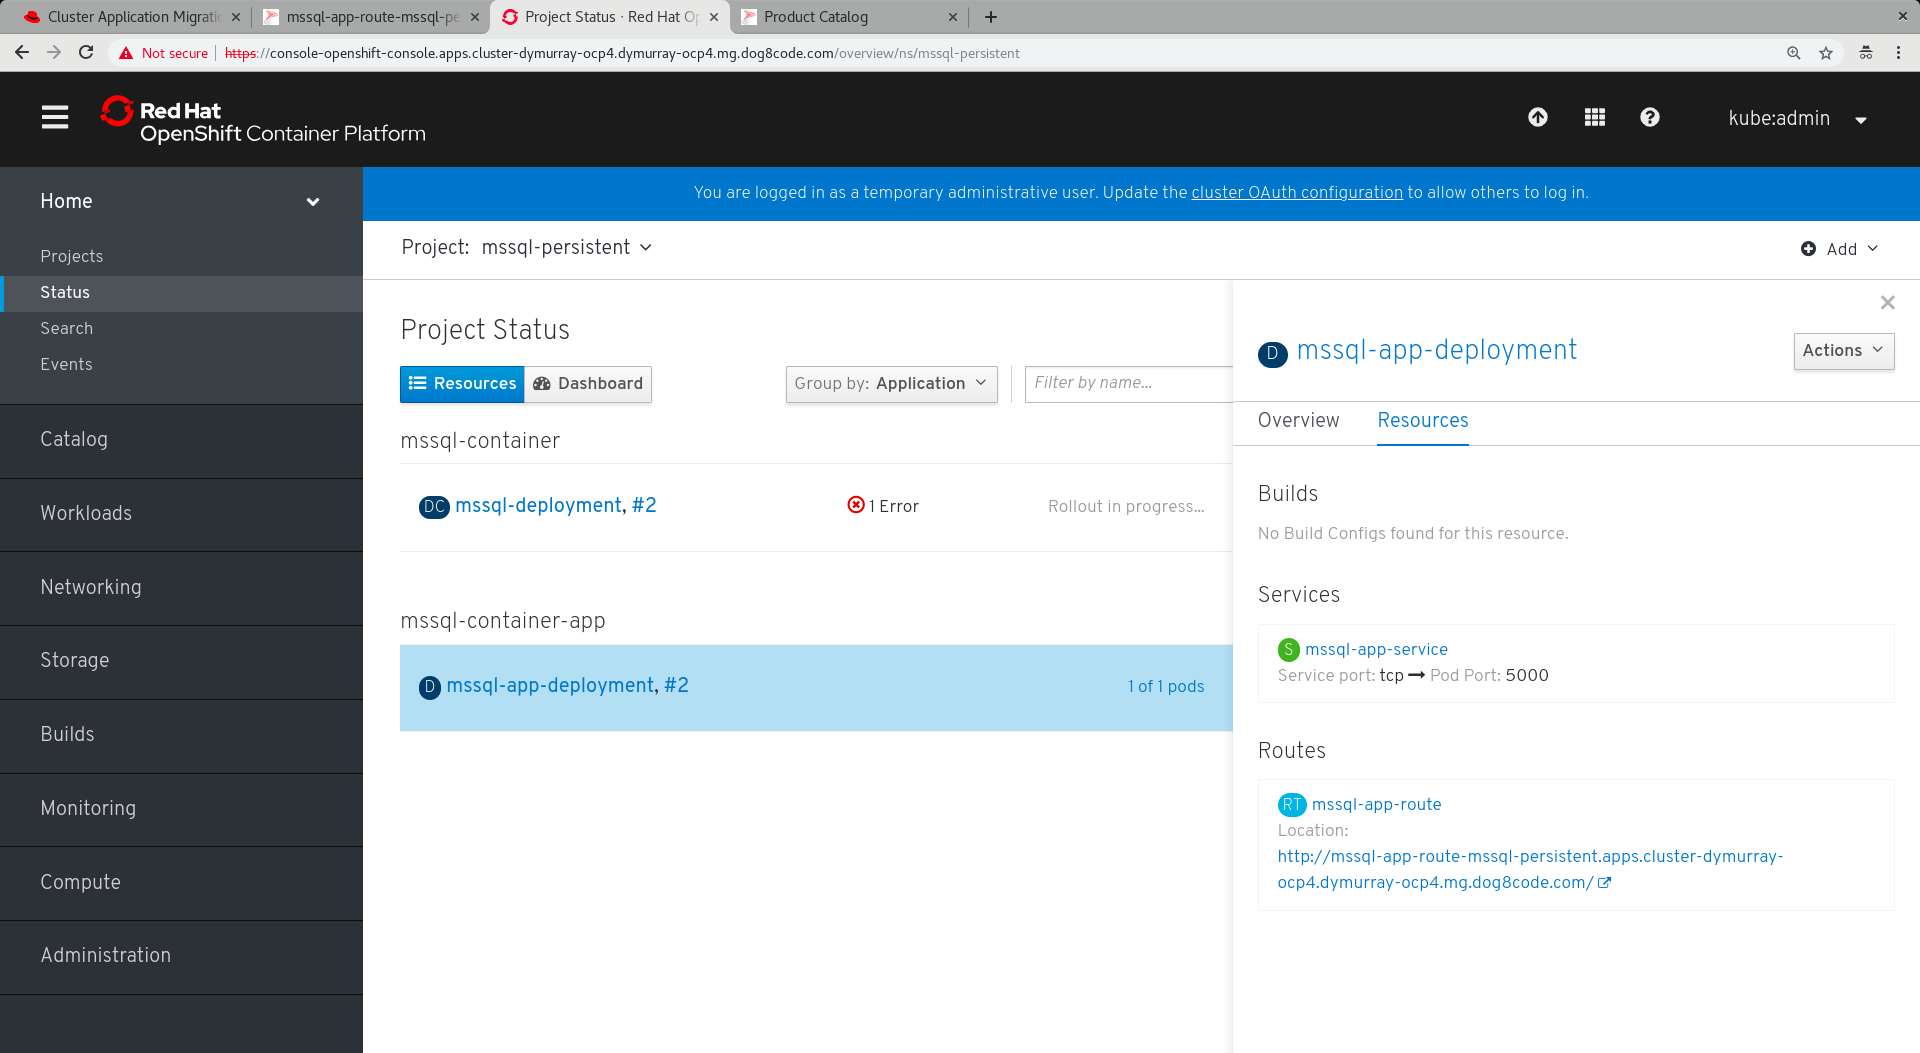 Cluster Application Migrati
mssql-app-route-mssql-pe
Project Status · Red Hat Op
Product Catalog
Not secure
https://console-openshift-console.apps.cluster-dymurray-ocp4.dymurray-ocp4.mg.dog8code.com/overview/ns/mssql-persistent
Red Hat
OpenShift Container Platform
kube:admin
Home
Projects
Status
Search
Events
Catalog
Workloads
Networking
Storage
Builds
Monitoring
Compute
Administration
You are logged in as a temporary administrative user. Update the cluster OAuth configuration to allow others to log in.
Project: mssql-persistent
Add
Project Status
Resources
Dashboard
Group by: Application
Filter by name...
mssql-container
DC mssql-deployment, #2
1 Error
Rollout in progress...
mssql-container-app
D mssql-app-deployment, #2
1 of 1 pods
D mssql-app-deployment
Actions
Overview
Resources
Builds
No Build Configs found for this resource.
Services
S mssql-app-service
Service port: tcp → Pod Port: 5000
Routes
RT mssql-app-route
Location:
http://mssql-app-route-mssql-persistent.apps.cluster-dymurray-
ocp4.dymurray-ocp4.mg.dog8code.com/